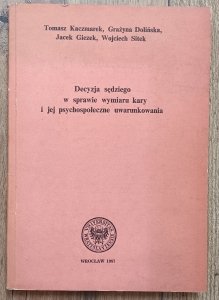 Tomasz Kaczmarek, Grażyna Dolińska,
Jacek Giezek, Wojciech Sitek
Decyzja sędziego
w sprawie wymiaru kary
i jej psychospołeczne uwarunkowania
WROCŁAW 1987